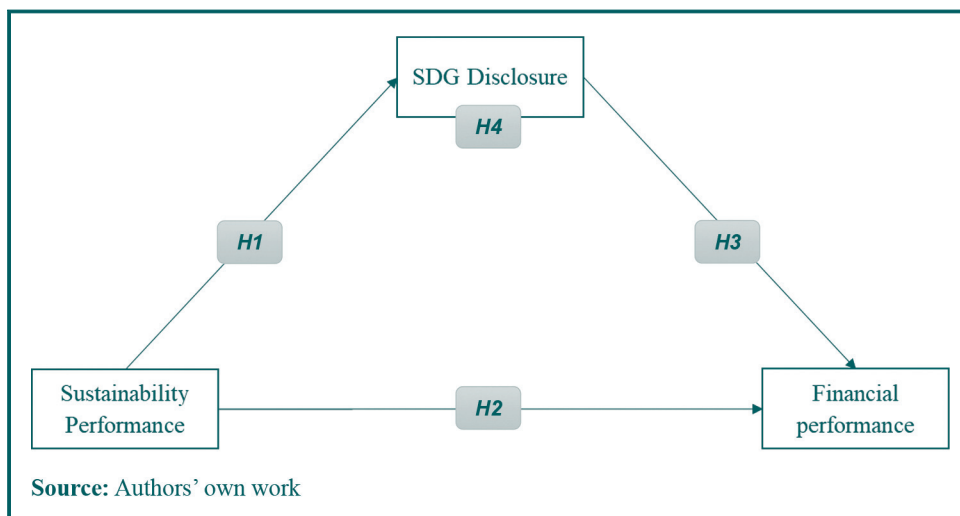 SDG Disclosure
H4
H1
H3
Sustainability
Performance
H2
Financial
performance
Source: Authors’ own work